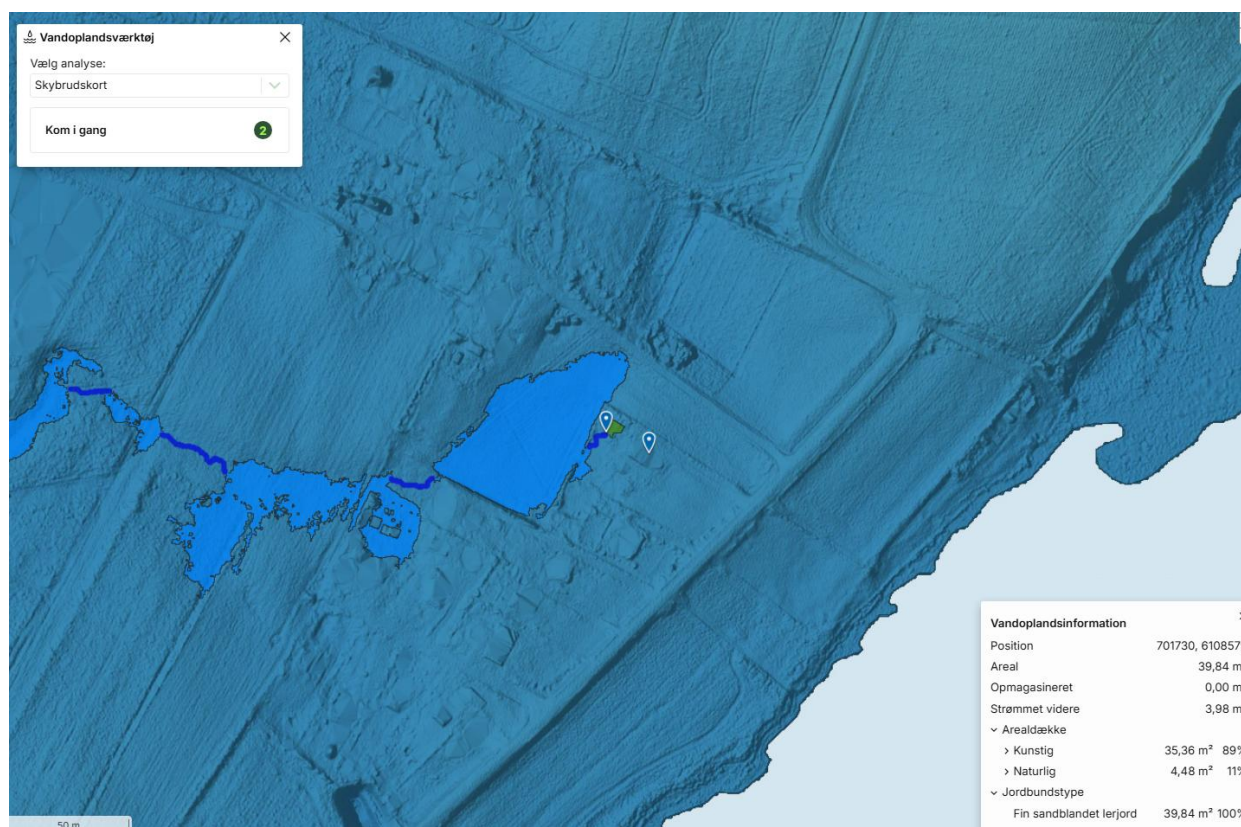 Vandoplandsværktøj
Vælg analyse:
Skybrudskort
Kom i gang 2
Vandoplandsinformation
Position 701730, 610857
Areal 39,84 m
Opmagasineret 0,00 m
Strømmet videre 3,98 m
Arealdække
Kunstig 35,36 m² 89%
Naturlig 4,48 m² 11%
Jordbundstype
Fin sandblandet lerjord 39,84 m² 100%
50 m